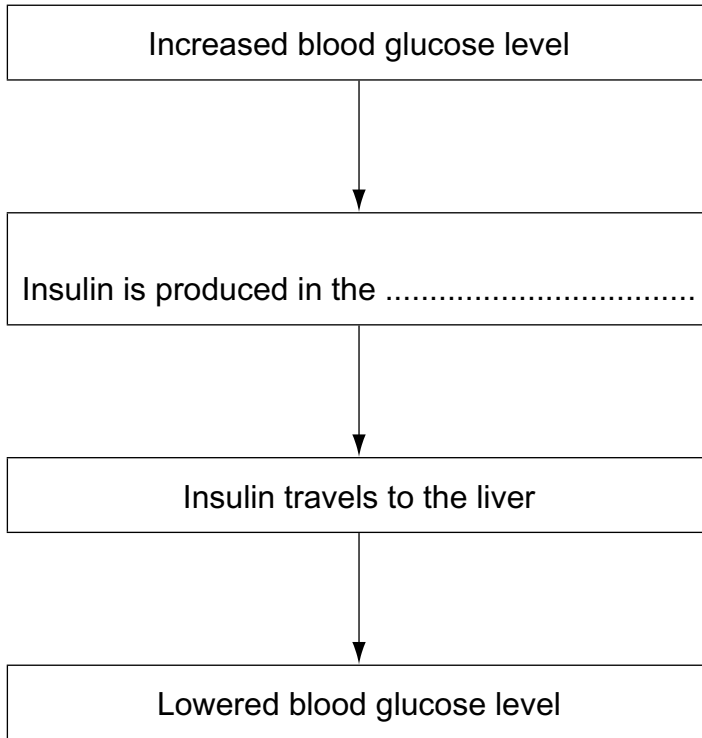 Increased blood glucose level
Insulin is produced in the ...................................
Insulin travels to the liver
Lowered blood glucose level